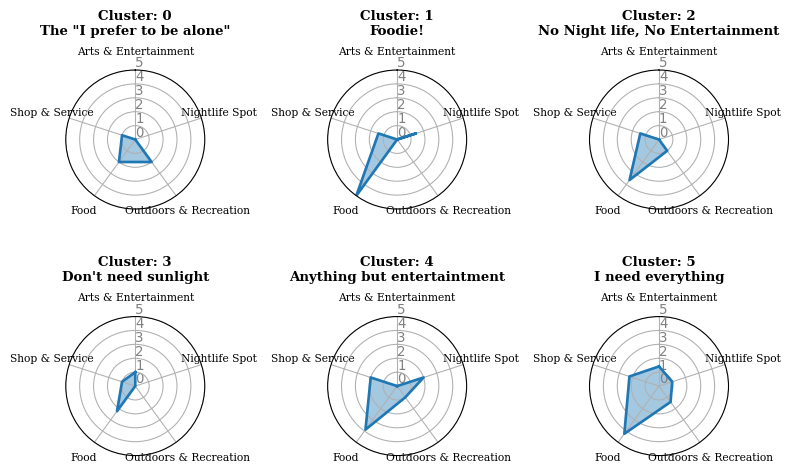 Cluster: 0
The "I prefer to be alone"
Arts & Entertainment
5
4
3
2
1
0
Shop & Service
Nightlife Spot
Food
Outdoors & Recreation
Cluster: 1
Foodie!
Arts & Entertainment
5
4
3
2
1
0
Shop & Service
Nightlife Spot
Food
Outdoors & Recreation
Cluster: 2
No Night life, No Entertainment
Arts & Entertainment
5
4
3
2
1
0
Shop & Service
Nightlife Spot
Food
Outdoors & Recreation
Cluster: 3
Don't need sunlight
Arts & Entertainment
5
4
3
2
1
0
Shop & Service
Nightlife Spot
Food
Outdoors & Recreation
Cluster: 4
Anything but entertaintment
Arts & Entertainment
5
4
3
2
1
0
Shop & Service
Nightlife Spot
Food
Outdoors & Recreation
Cluster: 5
I need everything
Arts & Entertainment
5
4
3
2
1
0
Shop & Service
Nightlife Spot
Food
Outdoors & Recreation